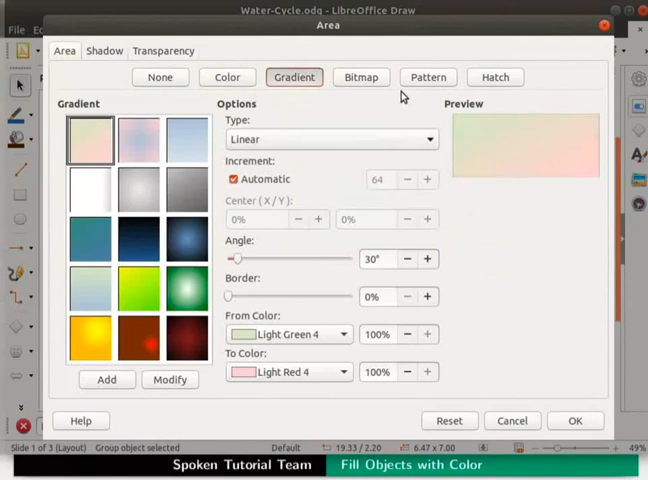 Water-Cycle.odg - LibreOffice Draw
File
Area
Area Shadow Transparency
None Color Gradient Bitmap Pattern Hatch
Gradient
Options
Preview
Type:
Linear
Increment:
Automatic 64
Center ( X / Y ):
0% 0%
Angle:
30°
Border:
0%
From Color:
Light Green 4 100%
To Color:
Light Red 4 100%
Add Modify
Help Reset Cancel OK
Slide 1 of 3 (Layout) Group object selected Default 19.33 / 2.20 6.47 x 7.00 49%
Spoken Tutorial Team Fill Objects with Color